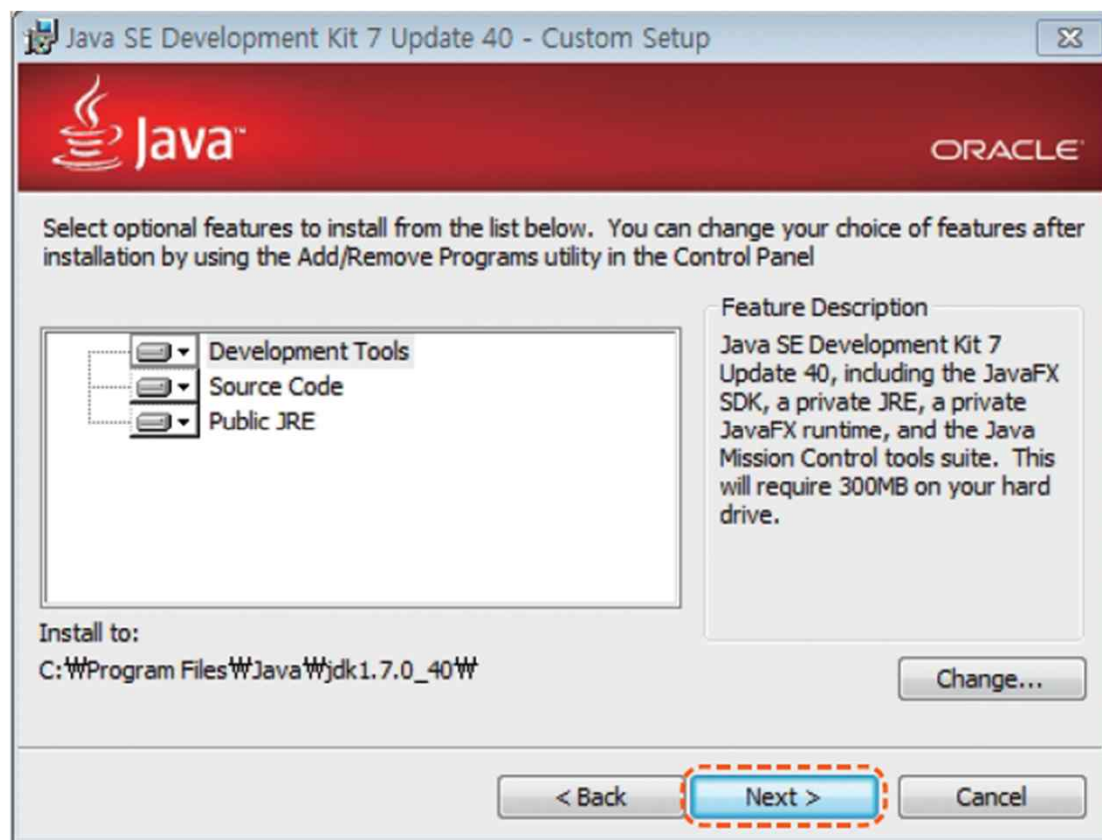 Java SE Development Kit 7 Update 40 - Custom Setup
Java™
ORACLE
Select optional features to install from the list below. You can change your choice of features after
installation by using the Add/Remove Programs utility in the Control Panel
Development Tools
Source Code
Public JRE
Feature Description
Java SE Development Kit 7
Update 40, including the JavaFX
SDK, a private JRE, a private
JavaFX runtime, and the Java
Mission Control tools suite. This
will require 300MB on your hard
drive.
Install to:
C:₩Program Files₩Java₩jdk1.7.0_40₩
Change...
< Back
Next >
Cancel